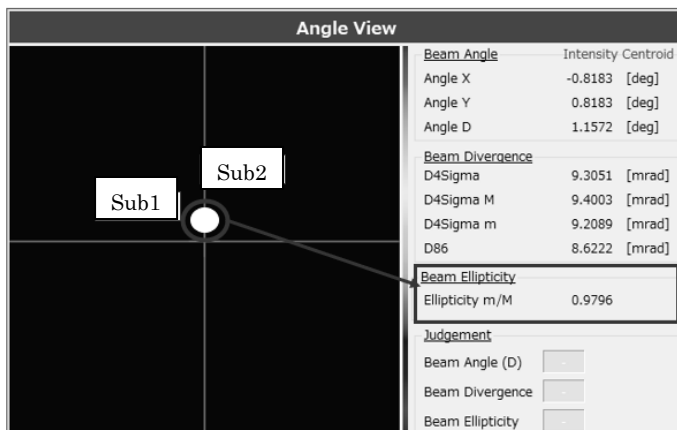 Angle View
Sub1
Sub2
Beam Angle Intensity Centroid
Angle X -0.8183 [deg]
Angle Y 0.8183 [deg]
Angle D 1.1572 [deg]
Beam Divergence
D4Sigma 9.3051 [mrad]
D4Sigma M 9.4003 [mrad]
D4Sigma m 9.2089 [mrad]
D86 8.6222 [mrad]
Beam Ellipticity
Ellipticity m/M 0.9796
Judgement
Beam Angle (D) -
Beam Divergence -
Beam Ellipticity -